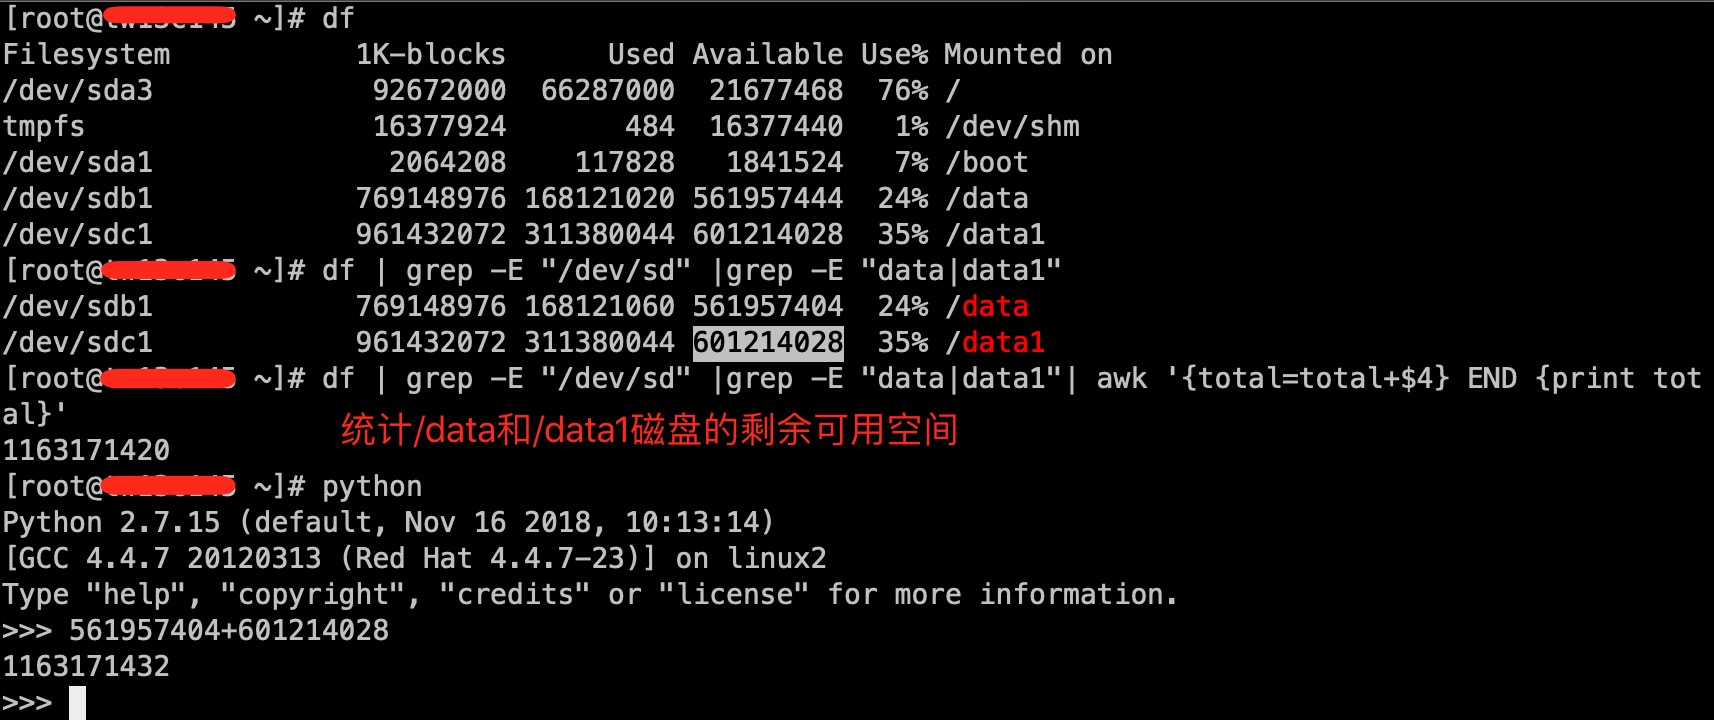 [root@ ~]# df
Filesystem 1K-blocks Used Available Use% Mounted on
/dev/sda3 92672000 66287000 21677468 76% /
tmpfs 16377924 484 16377440 1% /dev/shm
/dev/sda1 2064208 117828 1841524 7% /boot
/dev/sdb1 769148976 168121020 561957444 24% /data
/dev/sdc1 961432072 311380044 601214028 35% /data1
[root@ ~]# df | grep -E "/dev/sd" |grep -E "data|data1"
/dev/sdb1 769148976 168121060 561957404 24% /data
/dev/sdc1 961432072 311380044 601214028 35% /data1
[root@ ~]# df | grep -E "/dev/sd" |grep -E "data|data1"| awk '{total=total+$4} END {print tot
al}'
统计/data和/data1磁盘的剩余可用空间
1163171420
[root@ ~]# python
Python 2.7.15 (default, Nov 16 2018, 10:13:14)
[GCC 4.4.7 20120313 (Red Hat 4.4.7-23)] on linux2
Type "help", "copyright", "credits" or "license" for more information.
>>> 561957404+601214028
1163171432
>>>